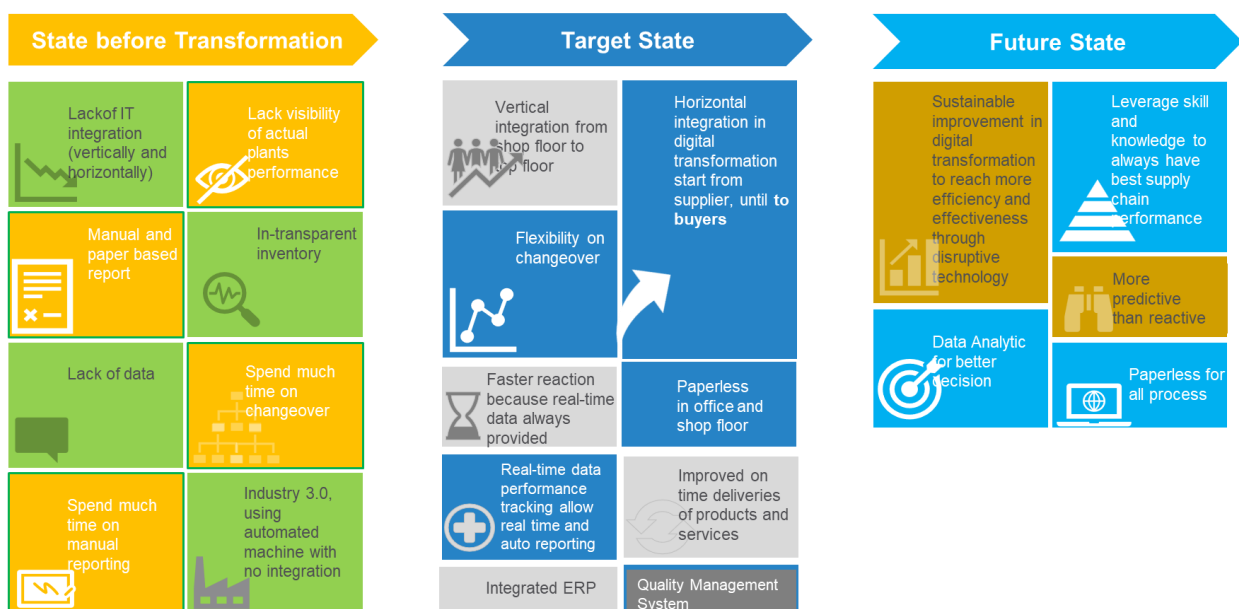 State before Transformation
Lackof IT
integration
(vertically and
horizontally)
Lack visibility
of actual
plants
performance
Manual and
paper based
report
In-transparent
inventory
Lack of data
Spend much
time on
changeover
Spend much
time on
manual
reporting
Industry 3.0,
using
automated
machine with
no integration
Target State
Vertical
integration from
shop floor to
top floor
Horizontal
integration in
digital
transformation
start from
supplier, until to
buyers
Flexibility on
changeover
Faster reaction
because real-time
data always
provided
Paperless
in office and
shop floor
Real-time data
performance
tracking allow
real time and
auto reporting
Improved on
time deliveries
of products and
services
Integrated ERP
Quality Management
System
Future State
Sustainable
improvement in
digital
transformation
to reach more
efficiency and
effectiveness
through
disruptive
technology
Leverage skill
and
knowledge to
always have
best supply
chain
performance
More
predictive
than reactive
Data Analytic
for better
decision
Paperless for
all process